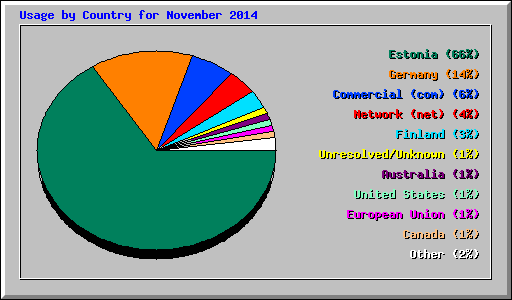 Usage by Country for November 2014
Estonia (66%)
Germany (14%)
Commercial (com) (6%)
Network (net) (4%)
Finland (3%)
Unresolved/Unknown (1%)
Australia (1%)
United States (1%)
European Union (1%)
Canada (1%)
Other (2%)